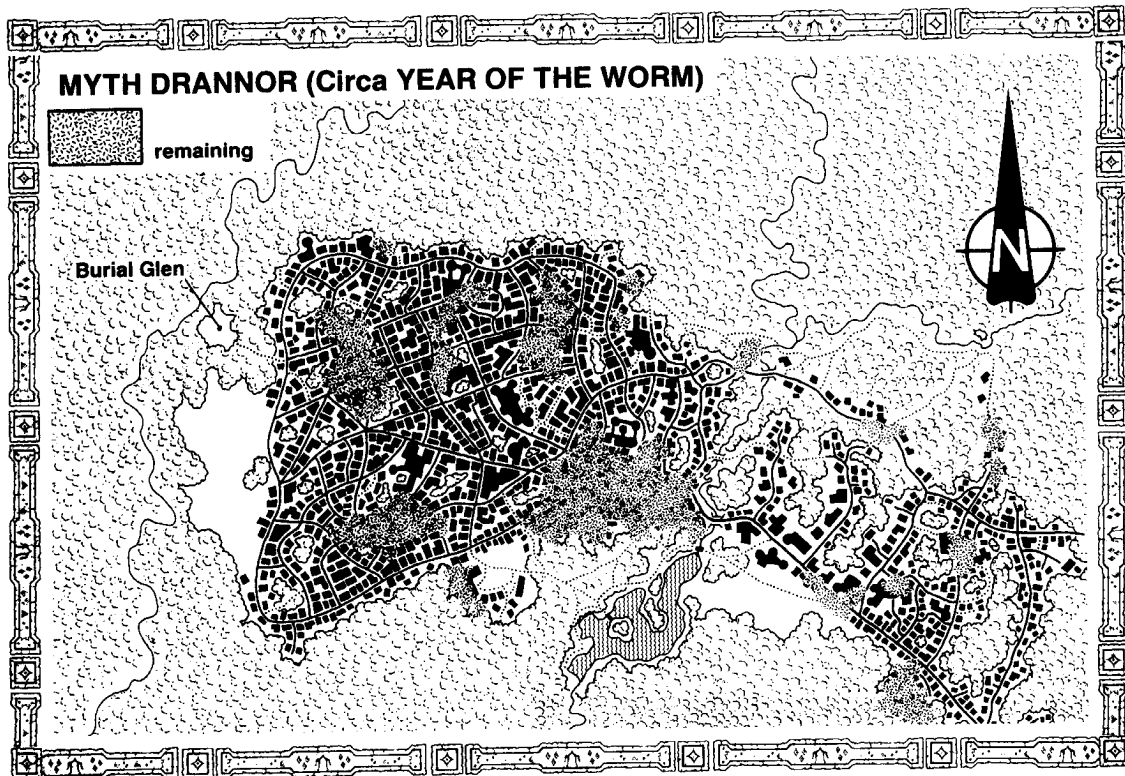 MYTH DRANNOR (Circa YEAR OF THE WORM)
remaining
Burial Glen
N